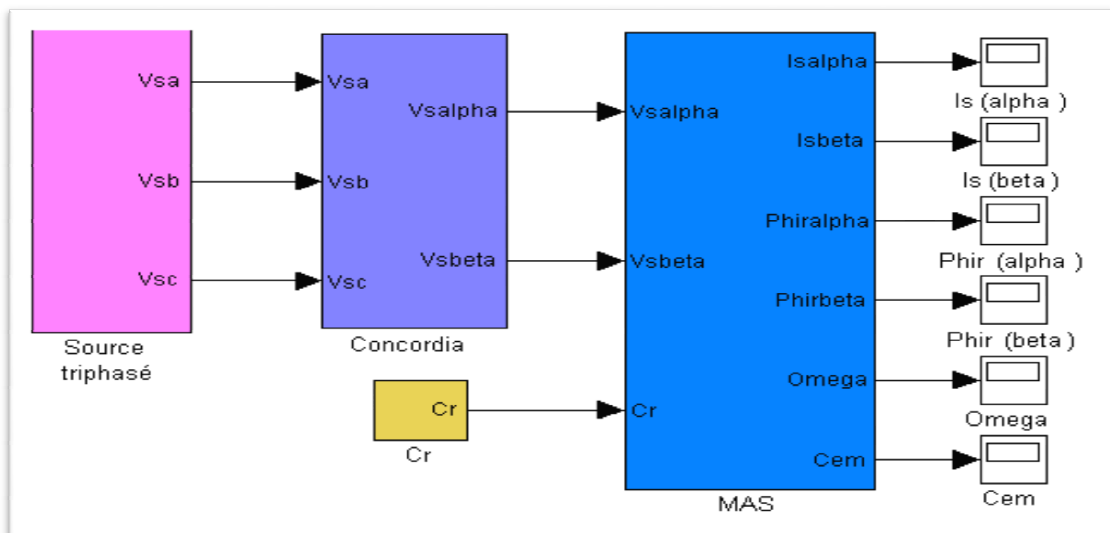 Vsa
Vsb
Vsc
Source
triphasé
Vsa
Vsb
Vsc
Vsalpha
Vsbeta
Concordia
Cr
Cr
Vsalpha
Vsbeta
Cr
Isalpha
Isbeta
Phiralpha
Phirbeta
Omega
Cem
MAS
Is (alpha )
Is (beta )
Phir (alpha )
Phir (beta )
Omega
Cem